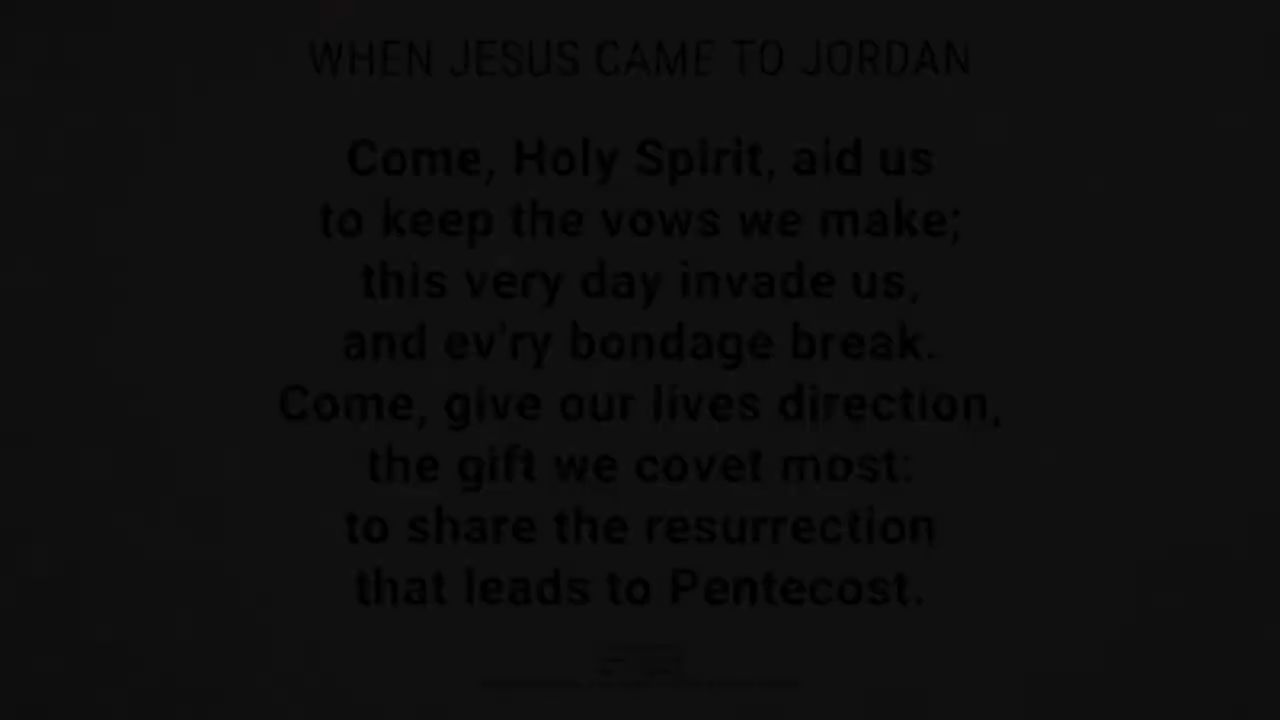 WHEN JESUS CAME TO JORDAN
Come, Holy Spirit, aid us
to keep the vows we make;
this very day invade us,
and ev'ry bondage break.
Come, give our lives direction,
the gift we covet most:
to share the resurrection
that leads to Pentecost.